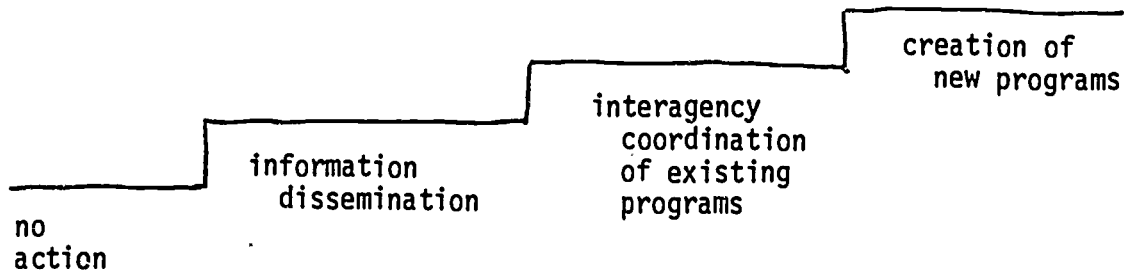 no
action
information
dissemination
interagency
coordination
of existing
programs
creation of
new programs